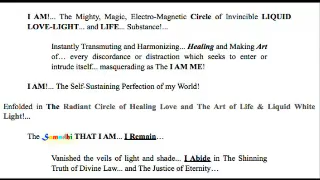 I AM!... The Mighty, Magic, Electro-Magnetic Circle of Invincible LIQUID
LOVE-LIGHT... and LIFE... Substance!...
Instantly Transmuting and Harmonizing... Healing and Making Art
of… every discordance or distraction which seeks to enter or
intrude itself... masquerading as The I AM ME!
I AM!... The Self-Sustaining Perfection of my World!
Enfolded in The Radiant Circle of Healing Love and The Art of Life & Liquid White
Light!...
The Samadhi THAT I AM... I Remain…
Vanished the veils of light and shade... I Abide in The Shinning
Truth of Divine Law... and The Justice of Eternity…